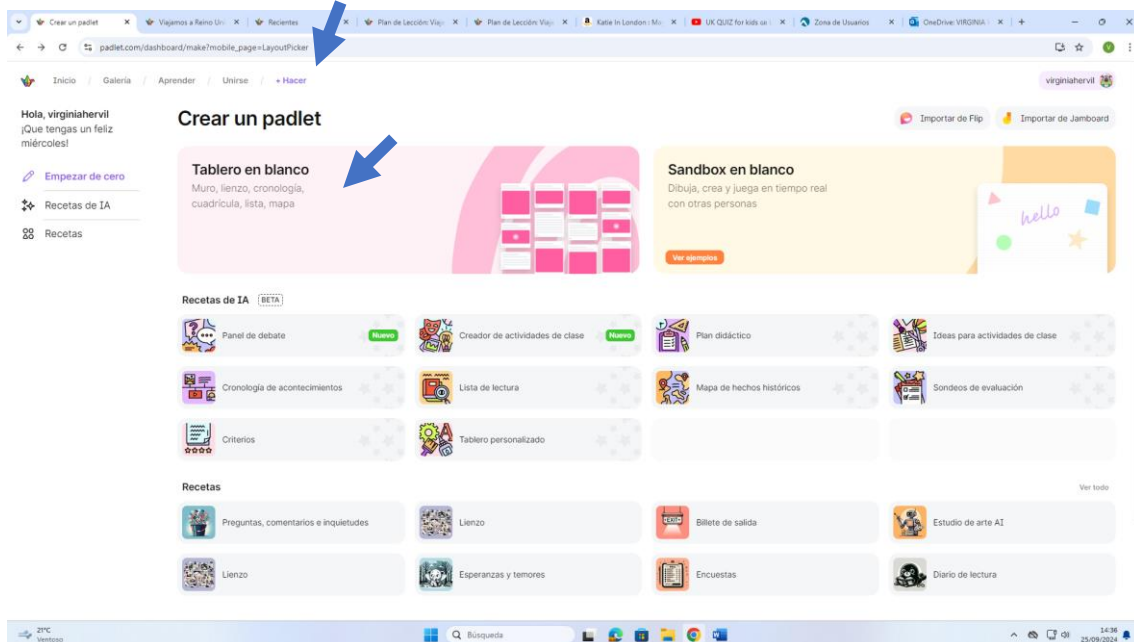 Crear un padlet
Viajamos a Reino Uni
Recientes
Plan de Lección: Viaj
Plan de Lección: Viaj
Katie in London: Ma
UK QUIZ for kids on
Zona de Usuarios
OneDrive: VIRGINIA
padlet.com/dashboard/make?mobile_page=LayoutPicker
Inicio / Galería / Aprender / Unirse / + Hacer
virginiahervil
Hola, virginiahervil
¡Que tengas un feliz
miércoles!
Empezar de cero
Recetas de IA
Recetas
Crear un padlet
Importar de Flip
Importar de Jamboard
Tablero en blanco
Muro, lienzo, cronología,
cuadrícula, lista, mapa
Sandbox en blanco
Dibuja, crea y juega en tiempo real
con otras personas
Ver ejemplos
hello
Recetas de IA BETA
Panel de debate Nuevo
Creador de actividades de clase Nuevo
Plan didáctico
Ideas para actividades de clase
Cronología de acontecimientos
Lista de lectura
Mapa de hechos históricos
Sondeos de evaluación
Criterios
Tablero personalizado
Recetas
Ver todo
Preguntas, comentarios e inquietudes
Lienzo
EXIT
Billete de salida
Estudio de arte AI
Lienzo
Esperanzas y temores
Encuestas
Diario de lectura
21°C
Ventoso
Búsqueda
14:36
25/09/2024